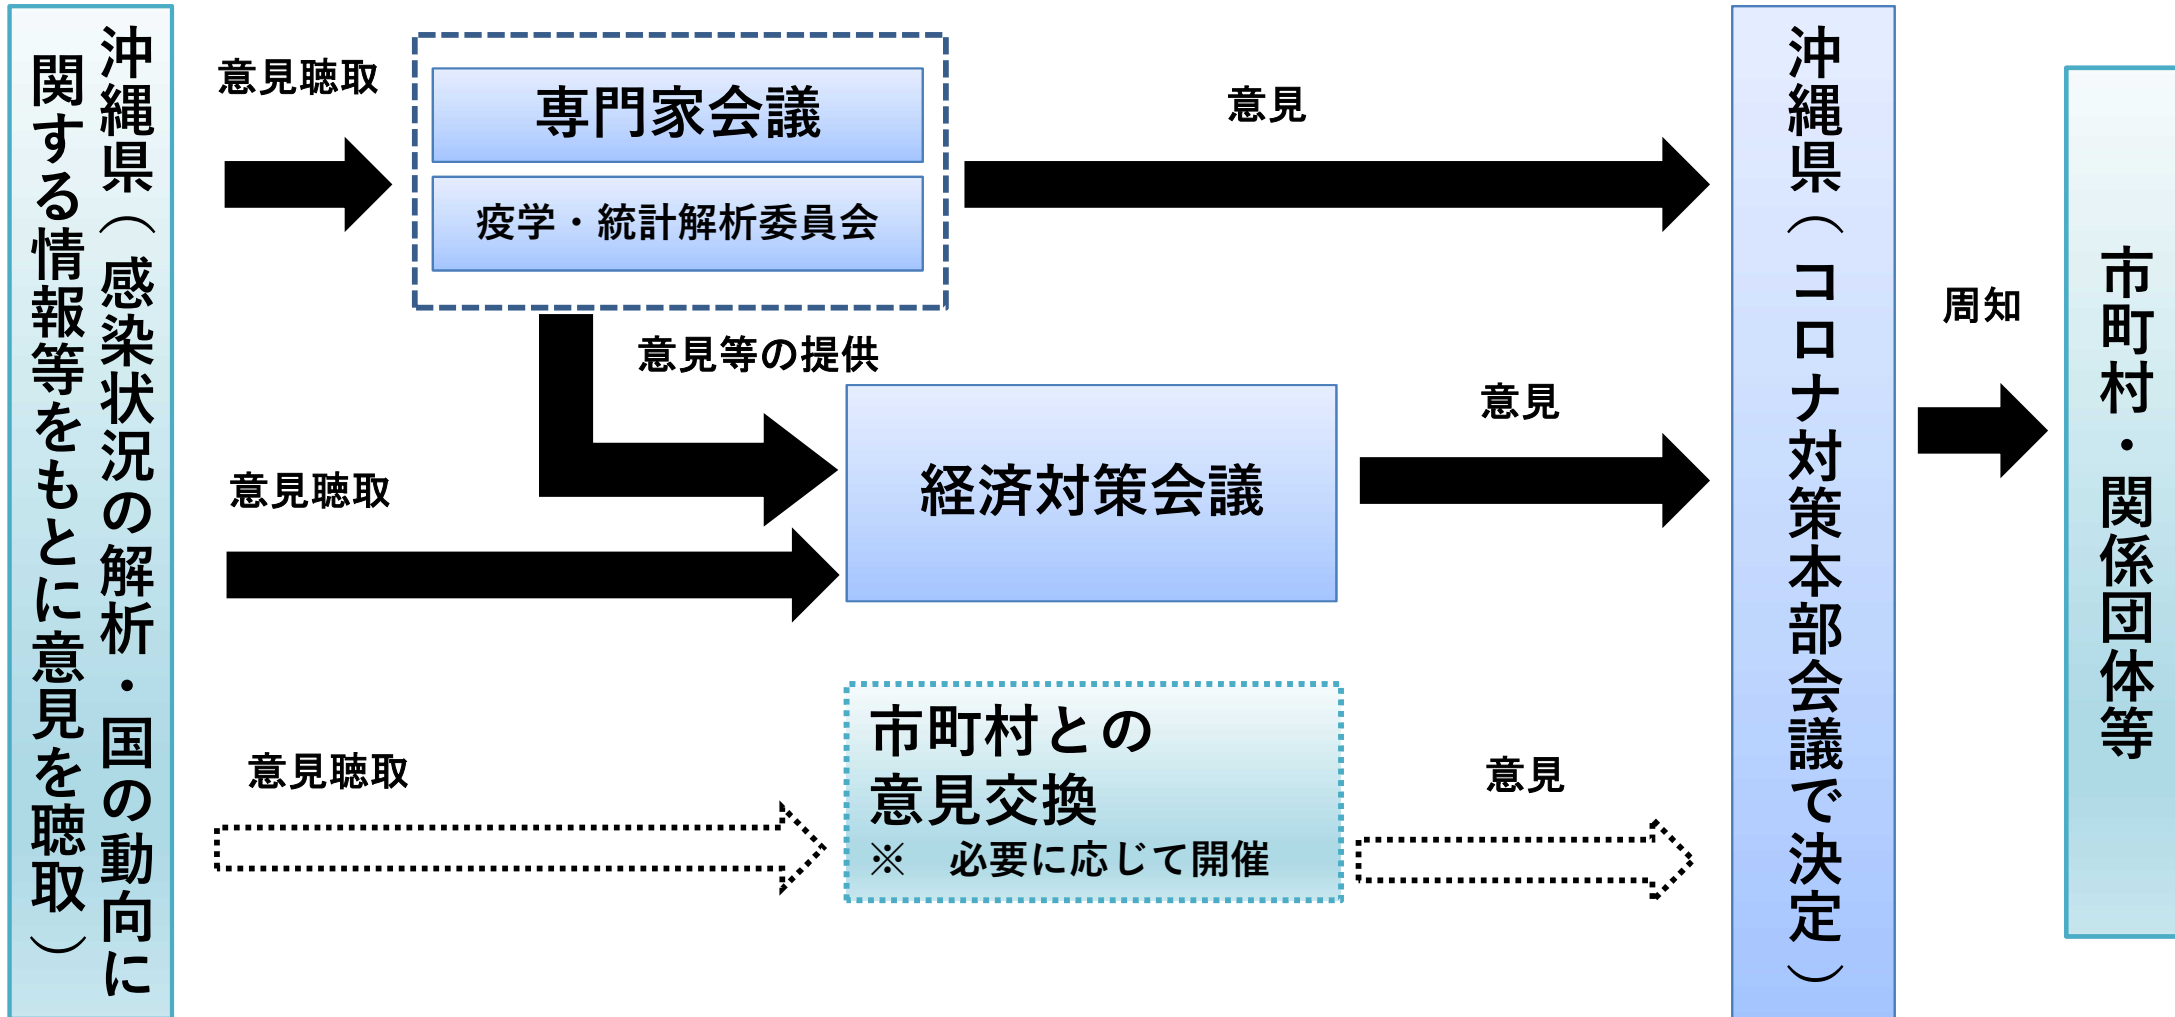 沖縄県（感染状況の解析・国の動向に
関する情報等をもとに意見を聴取）
意見聴取
専門家会議
疫学・統計解析委員会
意見
意見等の提供
意見聴取
経済対策会議
意見
意見聴取
市町村との
意見交換
※　必要に応じて開催
意見
沖縄県（コロナ対策本部会議で決定）
周知
市町村・関係団体等